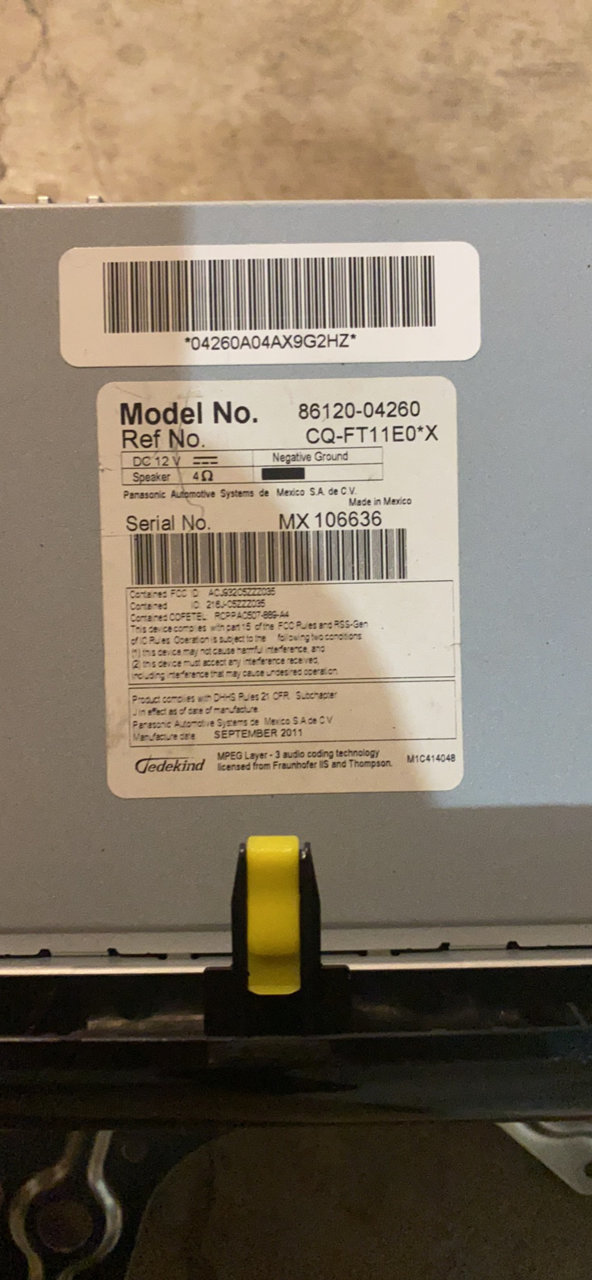 *04260A04AX9G2HZ*
Model No. 86120-04260
Ref No. CQ-FT11E0*X
DC 12 V Negative Ground
Speaker 4Ω
Panasonic Automotive Systems de Mexico S.A. de C.V.
Made in Mexico
Serial No. MX 106636
Contained FCC ID: ACJ932C5ZZZ035
Contained IC: 216J-C5ZZZ035
Contained COFETEL
This device complies with part 15 of the FCC Rules and RSS-Gen
of IC Rules. Operation is subject to the following two conditions:
(1) this device may not cause harmful interference, and
(2) this device must accept any interference received,
including interference that may cause undesired operation.
Product complies with DHHS Rules 21 CFR. Subchapter
J in effect as of date of manufacture.
Panasonic Automotive Systems de Mexico S.A de C.V
Manufacture date SEPTEMBER 2011
Gedekind
MPEG Layer - 3 audio coding technology
licensed from Fraunhofer IIS and Thompson.
M1C414048